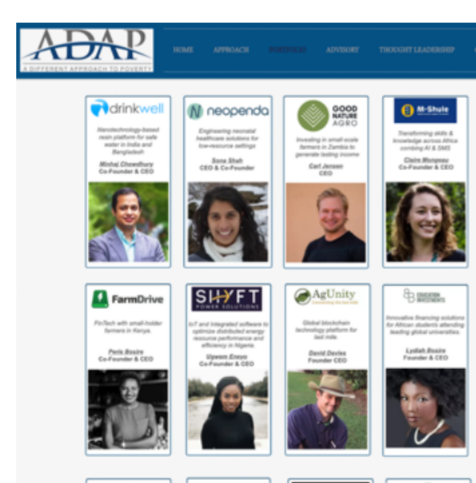 ADAP
A DIFFERENT APPROACH TO POVERTY
HOME APPROACH PORTFOLIO ADVISORY THOUGHT LEADERSHIP
drinkwell
Nanotechnology-based
resin platform for safe
water in India and
Bangladesh
Minhaj Chowdhury
Co-Founder & CEO
neopenda
Engineering neonatal
healthcare solutions for
low-resource settings
Sona Shah
CEO & Co-Founder
GOOD
NATURE
AGRO
Investing in small-scale
farmers in Zambia to
generate lasting income
Carl Jensen
CEO
M-Shule
Transforming skills &
knowledge across Africa
combing AI & SMS
Claire Mongeau
Co-Founder & CEO
FarmDrive
FinTech with small-holder
farmers in Kenya.
Peris Bosire
Co-Founder & CEO
SHYFT
POWER SOLUTIONS
IoT and integrated software to
optimize distributed energy
resource performance and
efficiency in Nigeria.
Ugwem Eneyo
Co-Founder & CEO
AgUnity
Global blockchain
technology platform for
last mile.
David Davies
Founder CEO
EDUCATION
INVESTMENTS
Innovative financing solutions
for African students attending
leading global universities.
Lydiah Bosire
Founder & CEO